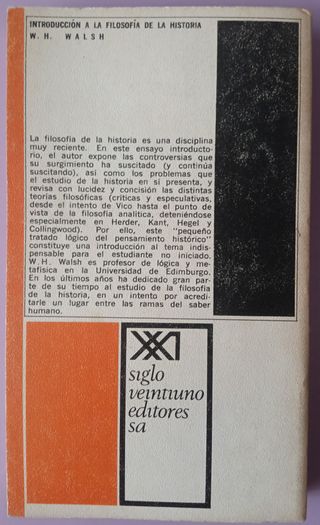 INTRODUCCIÓN A LA FILOSOFÍA DE LA HISTORIA
W. H. WALSH
La filosofía de la historia es una disciplina
muy reciente. En este ensayo introducto-
rio, el autor expone las controversias que
su surgimiento ha suscitado (y continúa
suscitando), así como los problemas que
el estudio de la historia en sí presenta, y
revisa con lucidez y concisión las distintas
teorías filosóficas (críticas y especulativas,
desde el intento de Vico hasta el punto de
vista de la filosofía analítica, deteniéndose
especialmente en Herder, Kant, Hegel y
Collingwood). Por ello, este "pequeño
tratado lógico del pensamiento histórico"
constituye una introducción al tema indis-
pensable para el estudiante no iniciado.
W. H. Walsh es profesor de lógica y me-
tafísica en la Universidad de Edimburgo.
En los últimos años ha dedicado gran par-
te de su tiempo al estudio de la filosofía
de la historia, en un intento por acredi-
tarle un lugar entre las ramas del saber
humano.
XXI
siglo
veintiuno
editores
sa